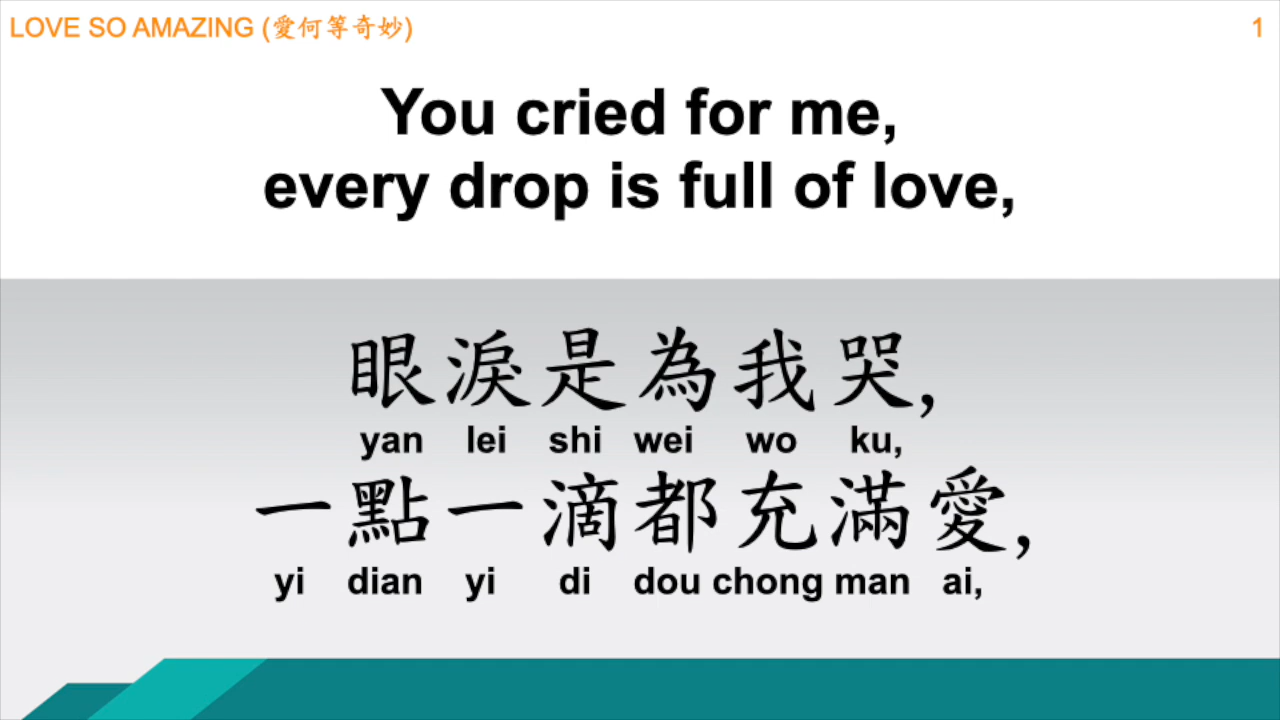 LOVE SO AMAZING (愛何等奇妙)
1
You cried for me,
every drop is full of love,
眼淚是為我哭,
yan lei shi wei wo ku,
一點一滴都充滿愛,
yi dian yi di dou chong man ai,